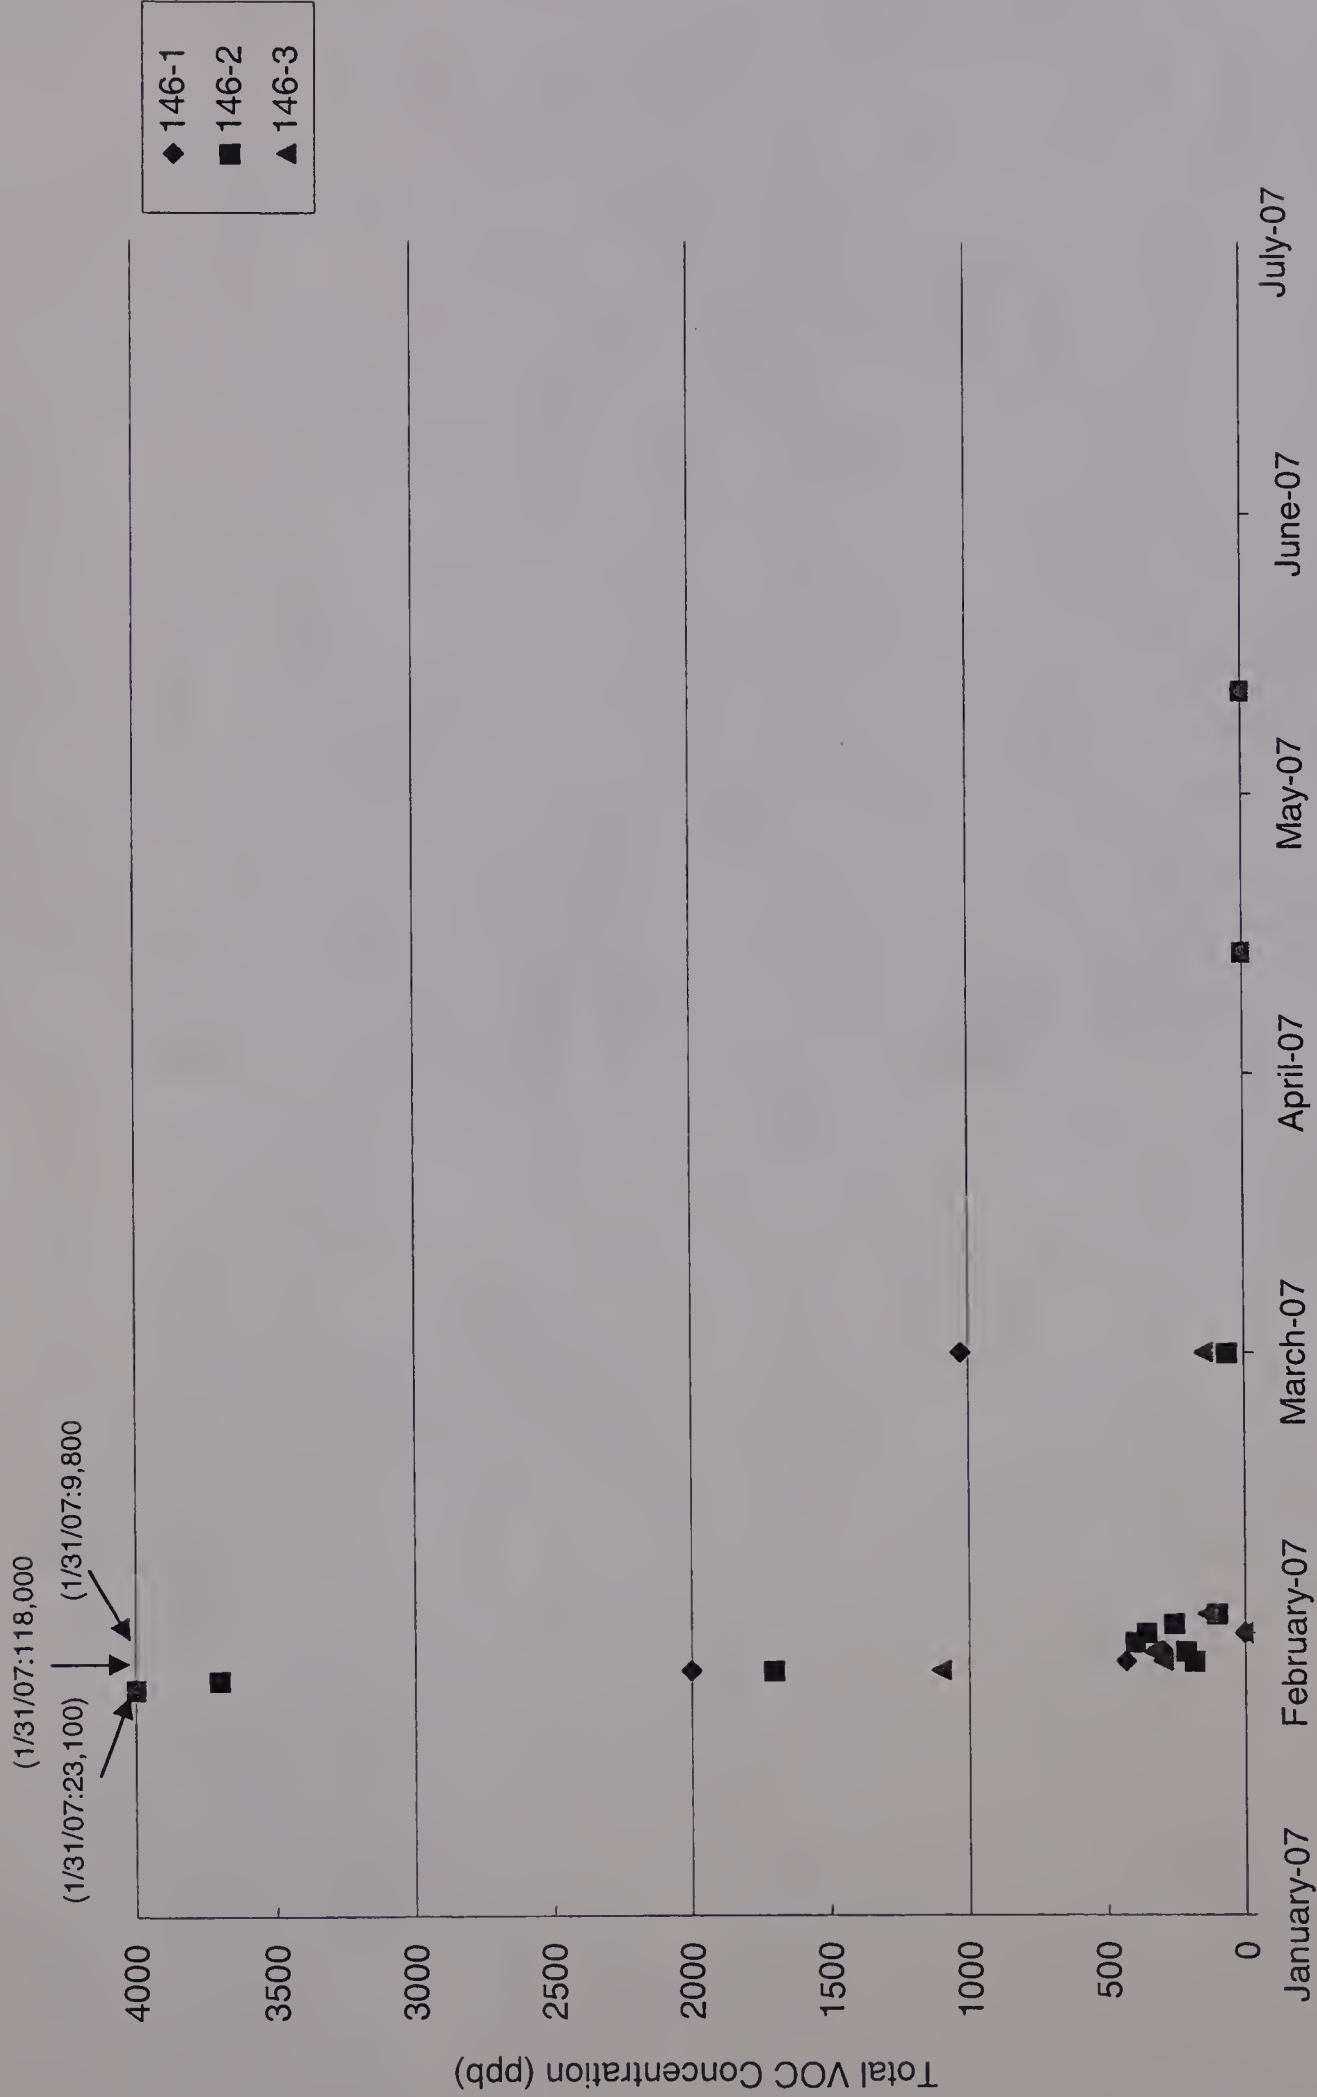 (1/31/07:118,000
(1/31/07:23,100)
(1/31/07:9,800
146-1
146-2
146-3
Total VOC Concentration (ppb)
4000
3500
3000
2500
2000
1500
1000
500
0
January-07
February-07
March-07
April-07
May-07
June-07
July-07